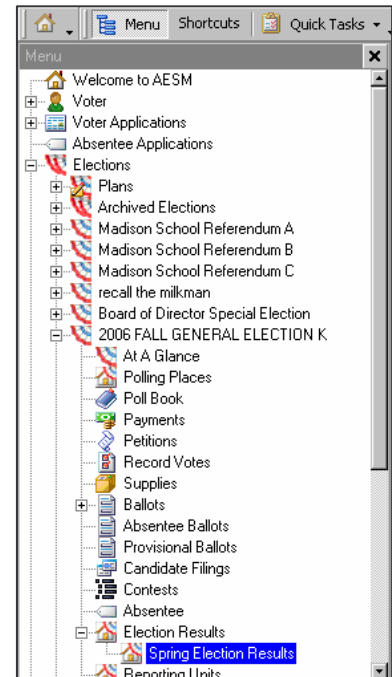 Menu Shortcuts Quick Tasks
Menu
Welcome to AESM
Voter
Voter Applications
Absentee Applications
Elections
Plans
Archived Elections
Madison School Referendum A
Madison School Referendum B
Madison School Referendum C
recall the milkman
Board of Director Special Election
2006 FALL GENERAL ELECTION K
At A Glance
Polling Places
Poll Book
Payments
Petitions
Record Votes
Supplies
Ballots
Absentee Ballots
Provisional Ballots
Candidate Filings
Contests
Absentee
Election Results
Spring Election Results
Reporting Units